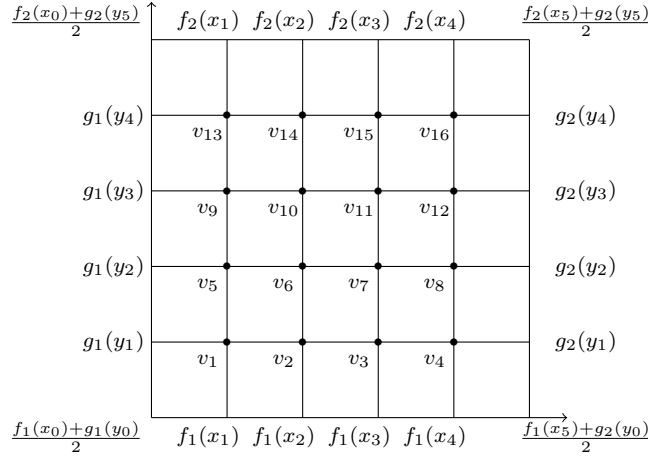 \frac{f_2(x_0)+g_2(y_5)}{2} f_2(x_1) f_2(x_2) f_2(x_3) f_2(x_4) \frac{f_2(x_5)+g_2(y_5)}{2}
g_1(y_4) g_2(y_4)
v_{13} v_{14} v_{15} v_{16}
g_1(y_3) g_2(y_3)
v_9 v_{10} v_{11} v_{12}
g_1(y_2) g_2(y_2)
v_5 v_6 v_7 v_8
g_1(y_1) g_2(y_1)
v_1 v_2 v_3 v_4
\frac{f_1(x_0)+g_1(y_0)}{2} f_1(x_1) f_1(x_2) f_1(x_3) f_1(x_4) \frac{f_1(x_5)+g_2(y_0)}{2}